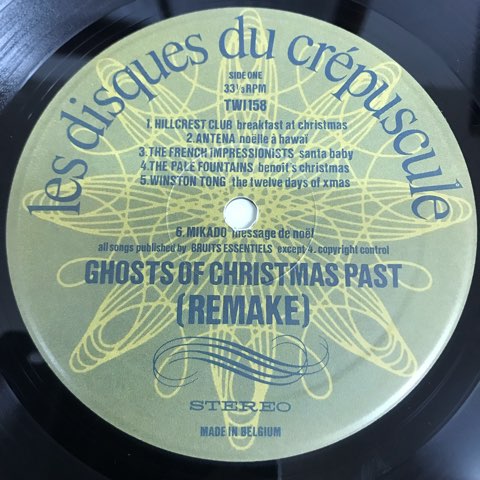 les disques du crépuscule
SIDE ONE
33⅓RPM
TWI158
1. HILLCREST CLUB breakfast at christmas
2. ANTENA noëlle à hawaï
3. THE FRENCH IMPRESSIONISTS santa baby
4. THE PALE FOUNTAINS benoit's christmas
5. WINSTON TONG the twelve days of xmas
6. MIKADO message de noël
all songs published by BRUITS ESSENTIELS except 4. copyright control
GHOSTS OF CHRISTMAS PAST
(REMAKE)
STEREO
MADE IN BELGIUM